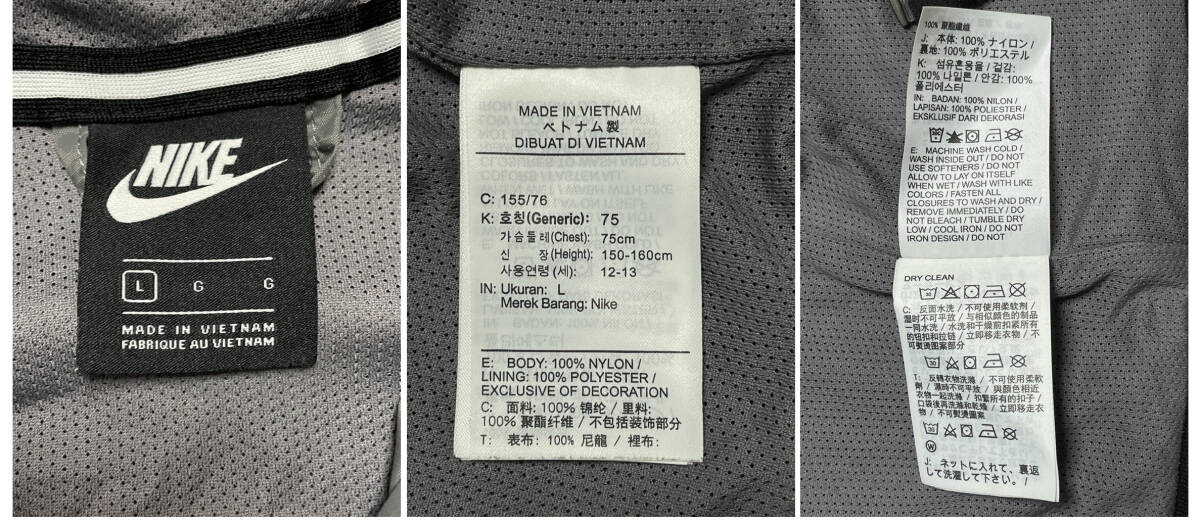 NIKE
L G G
MADE IN VIETNAM
FABRIQUE AU VIETNAM
MADE IN VIETNAM
ベトナム製
DIBUAT DI VIETNAM
C: 155/76
K: 호칭(Generic): 75
가슴둘레(Chest): 75cm
신 장(Height): 150-160cm
사용연령(세): 12-13
IN: Ukuran: L
Merek Barang: Nike
E: BODY: 100% NYLON /
LINING: 100% POLYESTER /
EXCLUSIVE OF DECORATION
C: 面料: 100% 锦纶 / 里料:
100% 聚酯纤维 / 不包括装饰部分
T: 表布: 100% 尼龍 / 裡布:
100% 聚酯纖維
J: 本体: 100% ナイロン /
裏地: 100% ポリエステル
K: 섬유혼용율 / 겉감:
100% 나일론 / 안감: 100%
폴리에스터
IN: BADAN: 100% NILON /
LAPISAN: 100% POLIESTER /
EKSKLUSIF DARI DEKORASI
E: MACHINE WASH COLD /
WASH INSIDE OUT / DO NOT
USE SOFTENERS / DO NOT
ALLOW TO LAY ON ITSELF
WHEN WET / WASH WITH LIKE
COLORS / FASTEN ALL
CLOSURES TO WASH AND DRY /
REMOVE IMMEDIATELY / DO
NOT BLEACH / TUMBLE DRY
LOW / COOL IRON / DO NOT
IRON DESIGN / DO NOT
DRY CLEAN
C: 反面水洗 / 不可使用柔软剂 /
湿时不可平放 / 与相似颜色的制品
一同水洗 / 水洗和干燥前扣紧所有
的钮扣和拉链 / 立即移走衣物 / 不
可熨烫图案部分
T: 反轉衣物洗滌 / 不可使用柔軟
劑 / 濕時不可平放 / 與顏色相近
衣物一起洗滌 / 扣緊所有的扣子 /
口袋後再洗滌和乾燥 / 立即移走衣
物 / 不可熨燙圖案
J: ネットに入れて、裏返
して洗濯して下さい。 /